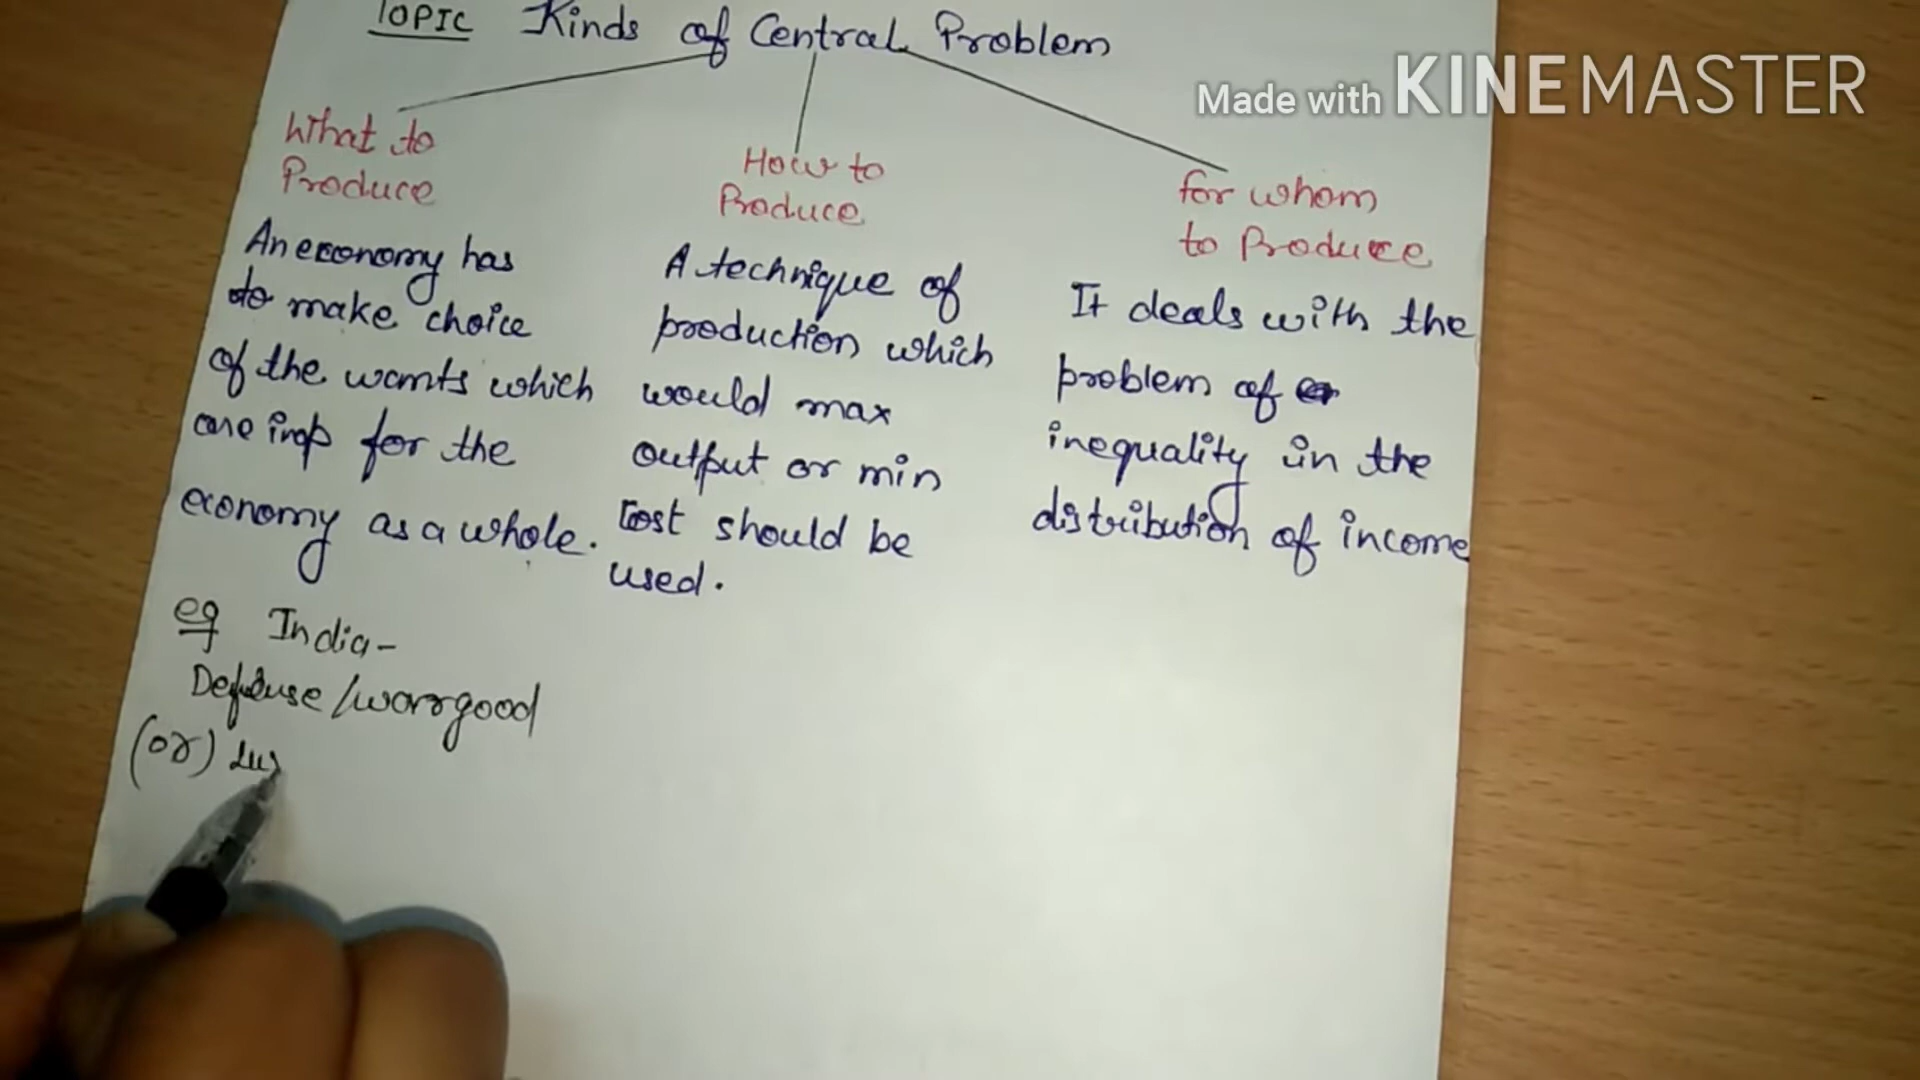 TOPIC Kinds of Central Problem
Made with KINEMASTER
What to
Produce
An economy has
to make choice
of the wants which
are imp for the
economy as a whole.
eg India-
Defense/wargood
(or) Lux
How to
Produce
A technique of
production which
would max
output or min
cost should be
used.
for whom
to Produce
It deals with the
problem of
inequality in the
distribution of income